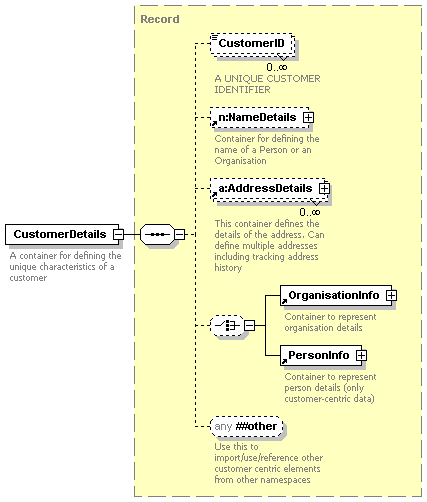 Record
CustomerID
0..∞
A UNIQUE CUSTOMER
IDENTIFIER
n:NameDetails
Container for defining the
name of a Person or an
Organisation
a:AddressDetails
0..∞
This container defines the
details of the address. Can
define multiple addresses
including tracking address
history
CustomerDetails
A container for defining the
unique characteristics of a
customer
OrganisationInfo
Container to represent
organisation details
PersonInfo
Container to represent
person details (only
customer-centric data)
any ##other
Use this to
import/use/reference other
customer centric elements
from other namespaces